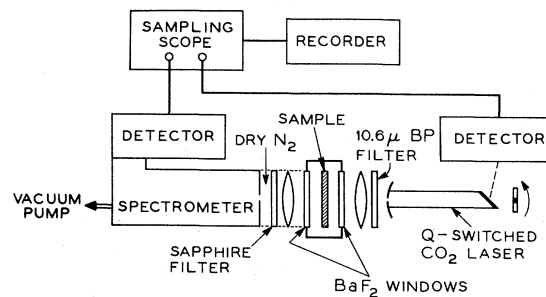 SAMPLING
SCOPE
RECORDER
DETECTOR
DRY N₂
SAMPLE
10.6μ BP
FILTER
DETECTOR
VACUUM
PUMP
SPECTROMETER
SAPPHIRE
FILTER
BaF₂ WINDOWS
Q-SWITCHED
CO₂ LASER